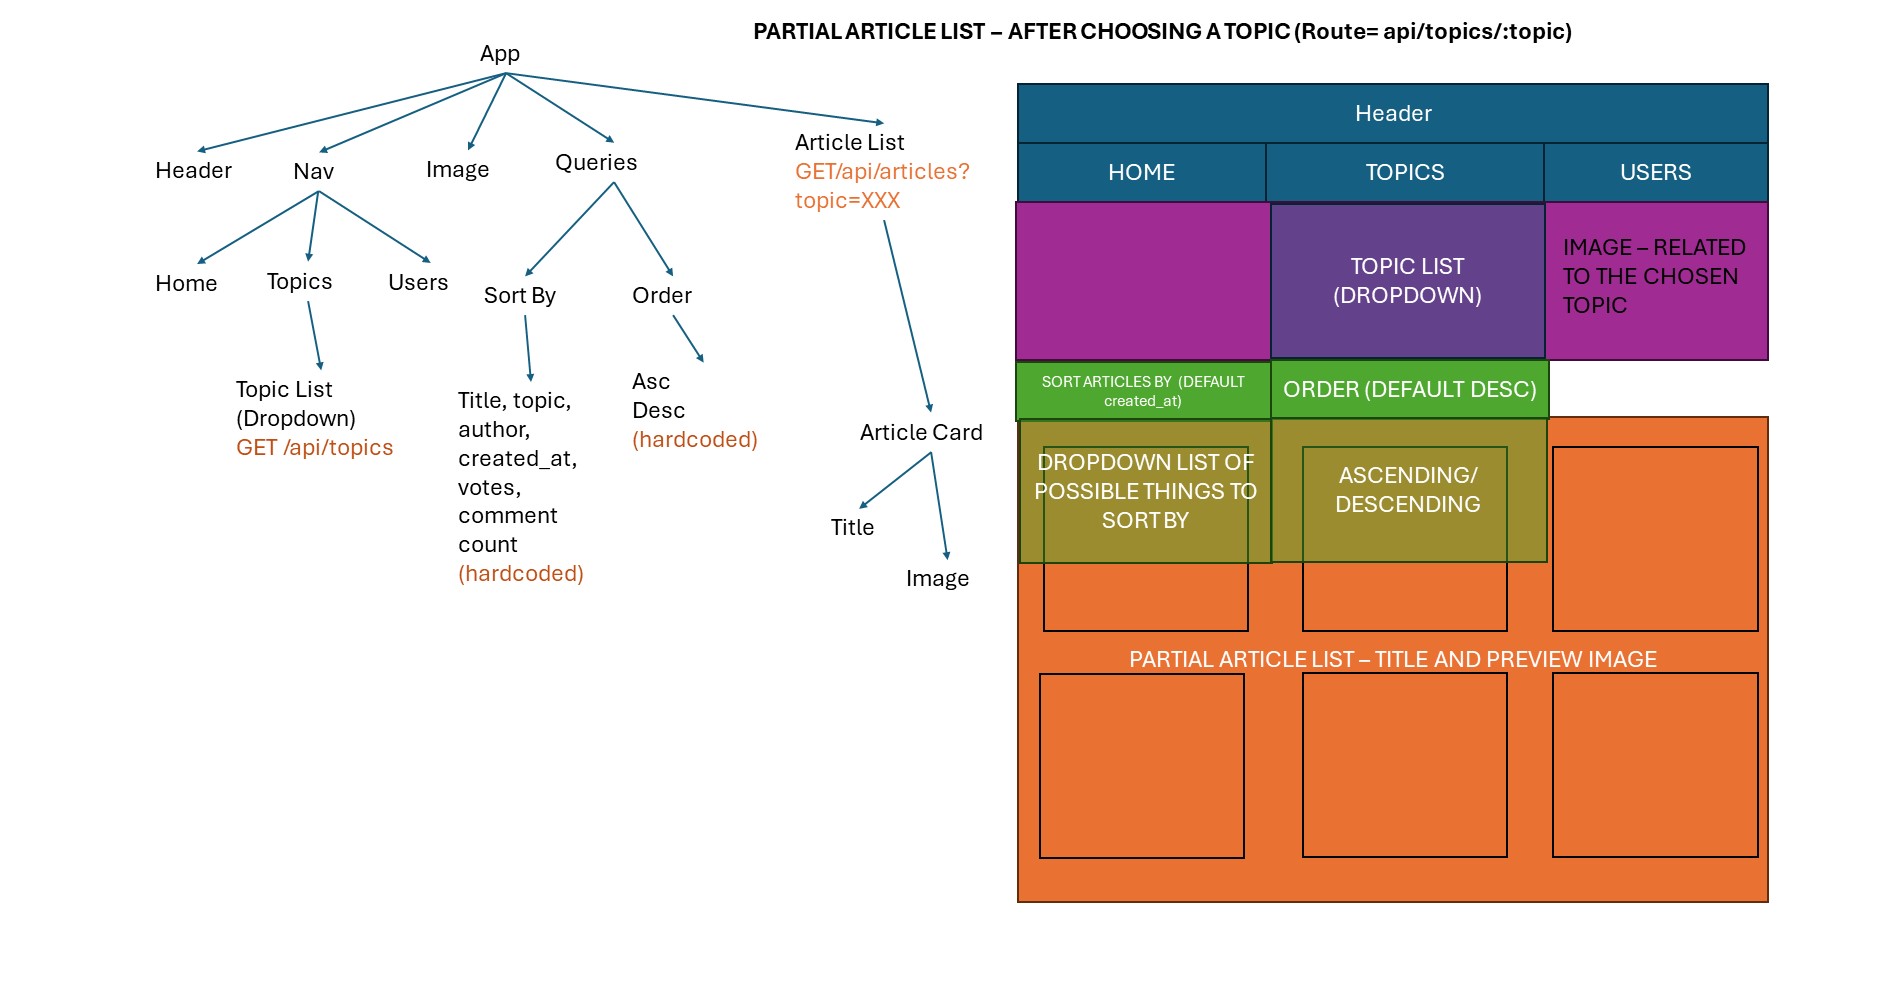 PARTIAL ARTICLE LIST – AFTER CHOOSING A TOPIC (Route= api/topics/:topic)
App
Header
Nav
Image
Queries
Article List
GET/api/articles?
topic=XXX
Home
Topics
Users
Sort By
Order
Topic List
(Dropdown)
GET /api/topics
Title, topic,
author,
created_at,
votes,
comment
count
(hardcoded)
Asc
Desc
(hardcoded)
Article Card
Title
Image
Header
HOME
TOPICS
USERS
TOPIC LIST
(DROPDOWN)
IMAGE – RELATED
TO THE CHOSEN
TOPIC
SORT ARTICLES BY (DEFAULT
created_at)
ORDER (DEFAULT DESC)
DROPDOWN LIST OF
POSSIBLE THINGS TO
SORT BY
ASCENDING/
DESCENDING
PARTIAL ARTICLE LIST – TITLE AND PREVIEW IMAGE